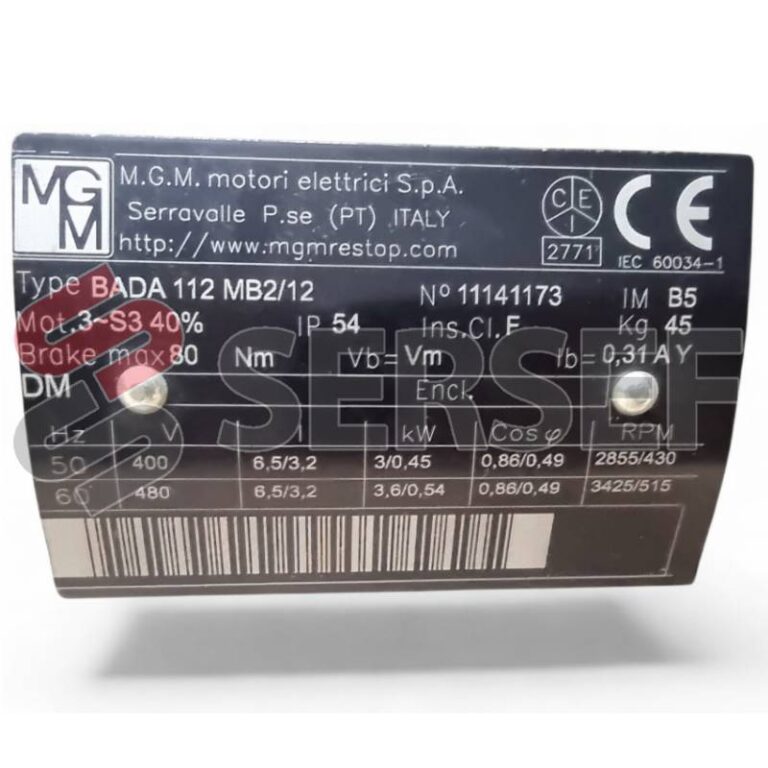 MGM
M.G.M. motori elettrici S.p.A.
Serravalle P.se (PT) ITALY
http://www.mgmrestop.com
CEI
2771
CE
IEC 60034-1
Type BADA 112 MB2/12 Nº 11141173 IM B5
Mot.3~S3 40% IP 54 Ins.Cl.F Kg 45
Brake max 80 Nm Vb= Vm Ib= 0,31 A Y
DM Encl.
Hz V I kW Cos φ RPM
50 400 6,5/3,2 3/0,45 0,86/0,49 2855/430
60 480 6,5/3,2 3,6/0,54 0,86/0,49 3425/515
SERSEF